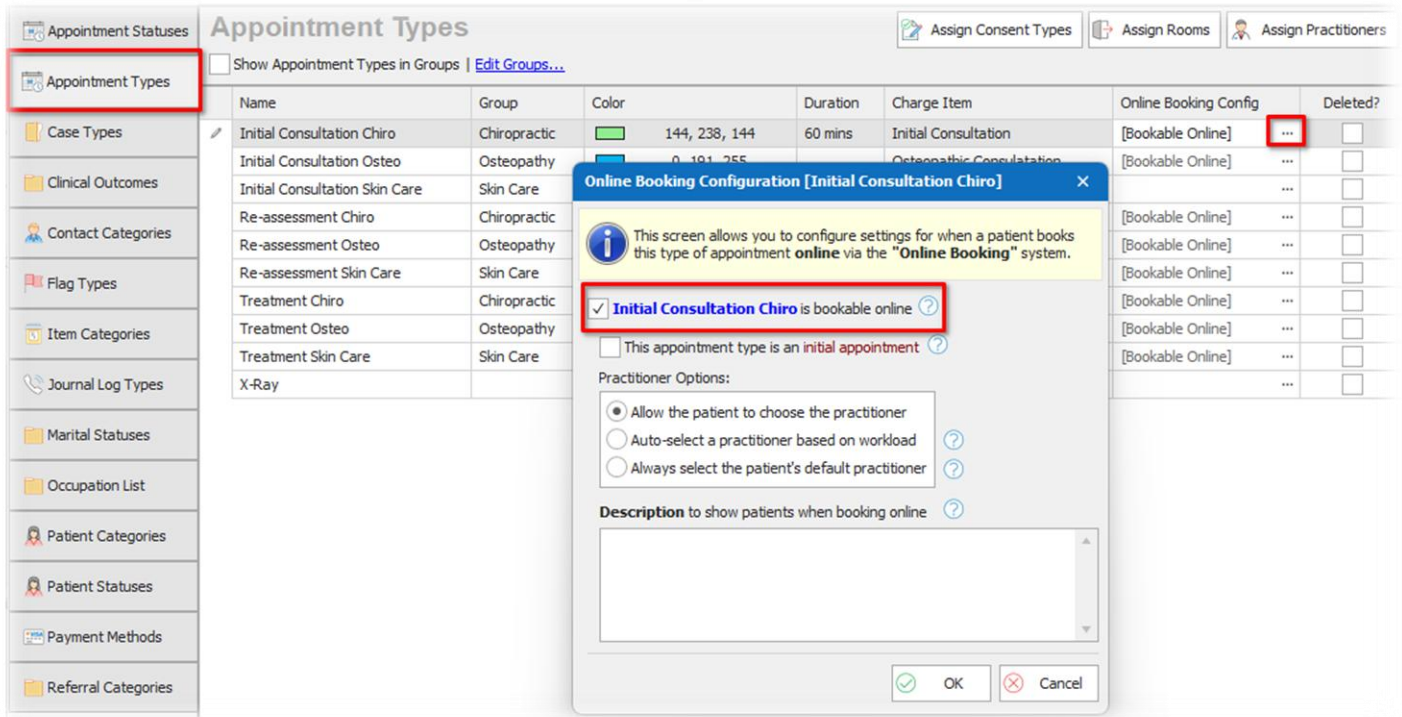 Appointment Statuses
Appointment Types
Case Types
Clinical Outcomes
Contact Categories
Flag Types
Item Categories
Journal Log Types
Marital Statuses
Occupation List
Patient Categories
Patient Statuses
Payment Methods
Referral Categories
Appointment Types
Assign Consent Types Assign Rooms Assign Practitioners
Show Appointment Types in Groups | Edit Groups...
Name Group Color Duration Charge Item Online Booking Config Deleted?
Initial Consultation Chiro Chiropractic 144, 238, 144 60 mins Initial Consultation [Bookable Online] ...
Initial Consultation Osteo Osteopathy 0, 191, 255 Osteopathic Consulatation [Bookable Online] ...
Initial Consultation Skin Care Skin Care ...
Re-assessment Chiro Chiropractic [Bookable Online] ...
Re-assessment Osteo Osteopathy [Bookable Online] ...
Re-assessment Skin Care Skin Care [Bookable Online] ...
Treatment Chiro Chiropractic [Bookable Online] ...
Treatment Osteo Osteopathy [Bookable Online] ...
Treatment Skin Care Skin Care [Bookable Online] ...
X-Ray ...
Online Booking Configuration [Initial Consultation Chiro]
This screen allows you to configure settings for when a patient books
this type of appointment online via the "Online Booking" system.
Initial Consultation Chiro is bookable online ?
This appointment type is an initial appointment ?
Practitioner Options:
Allow the patient to choose the practitioner
Auto-select a practitioner based on workload ?
Always select the patient's default practitioner ?
Description to show patients when booking online ?
OK Cancel